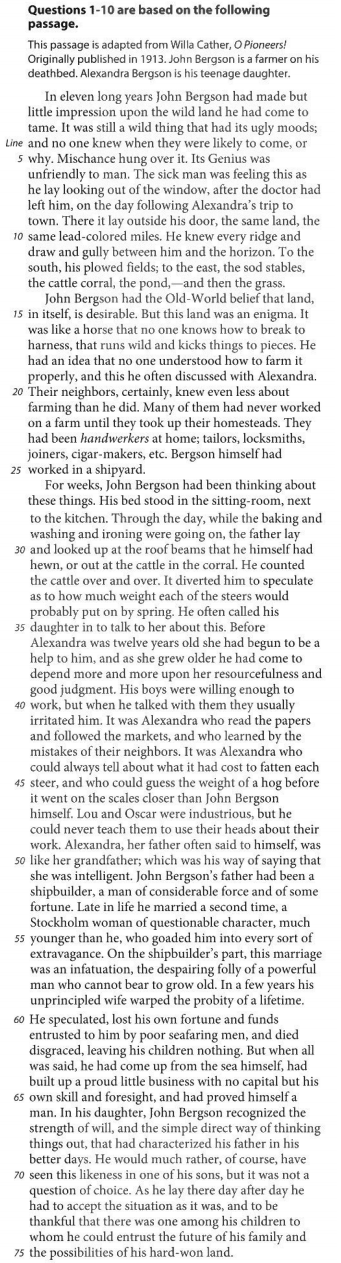 Questions 1-10 are based on the following
passage.
This passage is adapted from Willa Cather, O Pioneers!
Originally published in 1913. John Bergson is a farmer on his
deathbed. Alexandra Bergson is his teenage daughter.
In eleven long years John Bergson had made but
little impression upon the wild land he had come to
tame. It was still a wild thing that had its ugly moods;
Line and no one knew when they were likely to come, or
5 why. Mischance hung over it. Its Genius was
unfriendly to man. The sick man was feeling this as
he lay looking out of the window, after the doctor had
left him, on the day following Alexandra's trip to
town. There it lay outside his door, the same land, the
10 same lead-colored miles. He knew every ridge and
draw and gully between him and the horizon. To the
south, his plowed fields; to the east, the sod stables,
the cattle corral, the pond,—and then the grass.
John Bergson had the Old-World belief that land,
15 in itself, is desirable. But this land was an enigma. It
was like a horse that no one knows how to break to
harness, that runs wild and kicks things to pieces. He
had an idea that no one understood how to farm it
properly, and this he often discussed with Alexandra.
20 Their neighbors, certainly, knew even less about
farming than he did. Many of them had never worked
on a farm until they took up their homesteads. They
had been handwerkers at home; tailors, locksmiths,
joiners, cigar-makers, etc. Bergson himself had
25 worked in a shipyard.
For weeks, John Bergson had been thinking about
these things. His bed stood in the sitting-room, next
to the kitchen. Through the day, while the baking and
washing and ironing were going on, the father lay
30 and looked up at the roof beams that he himself had
hewn, or out at the cattle in the corral. He counted
the cattle over and over. It diverted him to speculate
as to how much weight each of the steers would
probably put on by spring. He often called his
35 daughter in to talk to her about this. Before
Alexandra was twelve years old she had begun to be a
help to him, and as she grew older he had come to
depend more and more upon her resourcefulness and
good judgment. His boys were willing enough to
40 work, but when he talked with them they usually
irritated him. It was Alexandra who read the papers
and followed the markets, and who learned by the
mistakes of their neighbors. It was Alexandra who
could always tell about what it had cost to fatten each
45 steer, and who could guess the weight of a hog before
it went on the scales closer than John Bergson
himself. Lou and Oscar were industrious, but he
could never teach them to use their heads about their
work. Alexandra, her father often said to himself, was
50 like her grandfather; which was his way of saying that
she was intelligent. John Bergson's father had been a
shipbuilder, a man of considerable force and of some
fortune. Late in life he married a second time, a
Stockholm woman of questionable character, much
55 younger than he, who goaded him into every sort of
extravagance. On the shipbuilder's part, this marriage
was an infatuation, the despairing folly of a powerful
man who cannot bear to grow old. In a few years his
unprincipled wife warped the probity of a lifetime.
60 He speculated, lost his own fortune and funds
entrusted to him by poor seafaring men, and died
disgraced, leaving his children nothing. But when all
was said, he had come up from the sea himself, had
built up a proud little business with no capital but his
65 own skill and foresight, and had proved himself a
man. In his daughter, John Bergson recognized the
strength of will, and the simple direct way of thinking
things out, that had characterized his father in his
better days. He would much rather, of course, have
70 seen this likeness in one of his sons, but it was not a
question of choice. As he lay there day after day he
had to accept the situation as it was, and to be
thankful that there was one among his children to
whom he could entrust the future of his family and
75 the possibilities of his hard-won land.